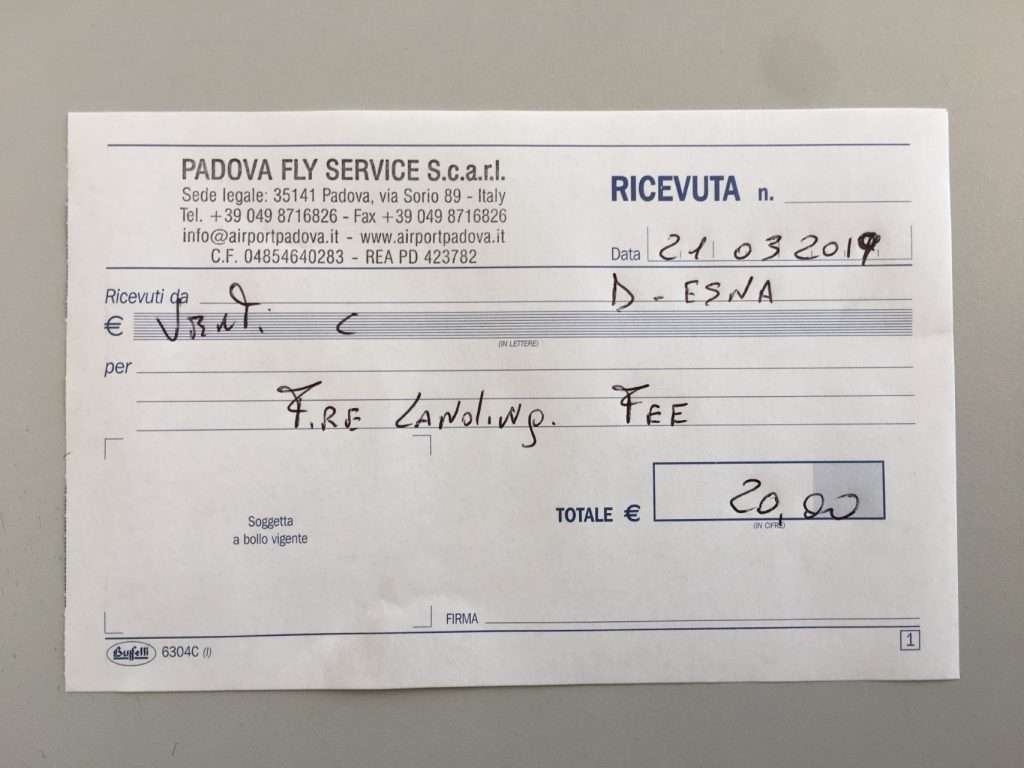 PADOVA FLY SERVICE S.c.a.r.l.
Sede legale: 35141 Padova, via Sorio 89 - Italy
Tel. +39 049 8716826 - Fax +39 049 8716826
info@airportpadova.it - www.airportpadova.it
C.F. 04854640283 - REA PD 423782
RICEVUTA n.
Data 21 03 2019
Ricevuti da D - ESNA
€
(IN LETTERE)
per
FIRE LANDING. FEE
TOTALE € 20,00
(IN CIFRE)
Soggetta
a bollo vigente
FIRMA
Buffetti 6304C (I)
1